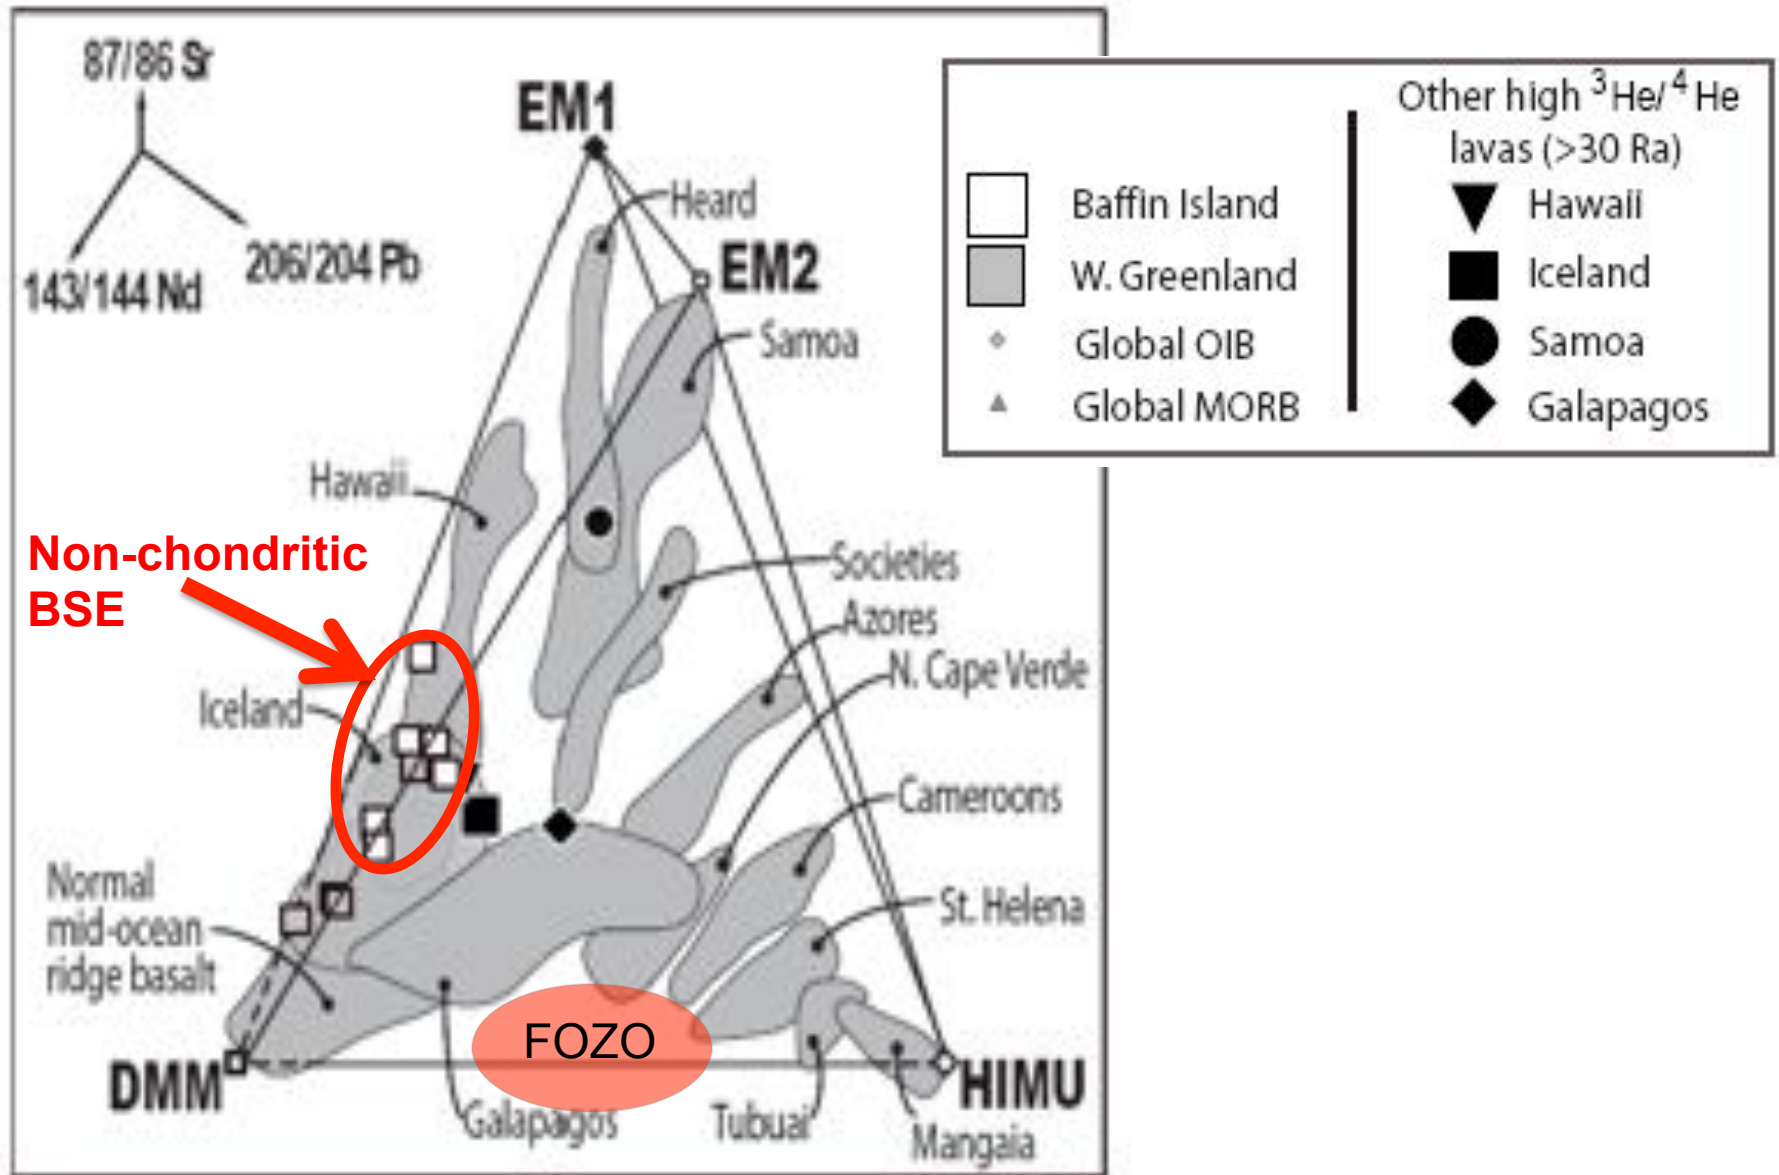 87/86 Sr
143/144 Nd
206/204 Pb
EM1
Heard
EM2
Samoa
Hawaii
Non-chondritic
BSE
Iceland
Societies
Azores
N. Cape Verde
Cameroons
St. Helena
Normal
mid-ocean
ridge basalt
FOZO
DMM
HIMU
Galapagos
Tubuai
Mangaia
Baffin Island
W. Greenland
Global OIB
Global MORB
Other high ³He/⁴He
lavas (>30 Ra)
Hawaii
Iceland
Samoa
Galapagos